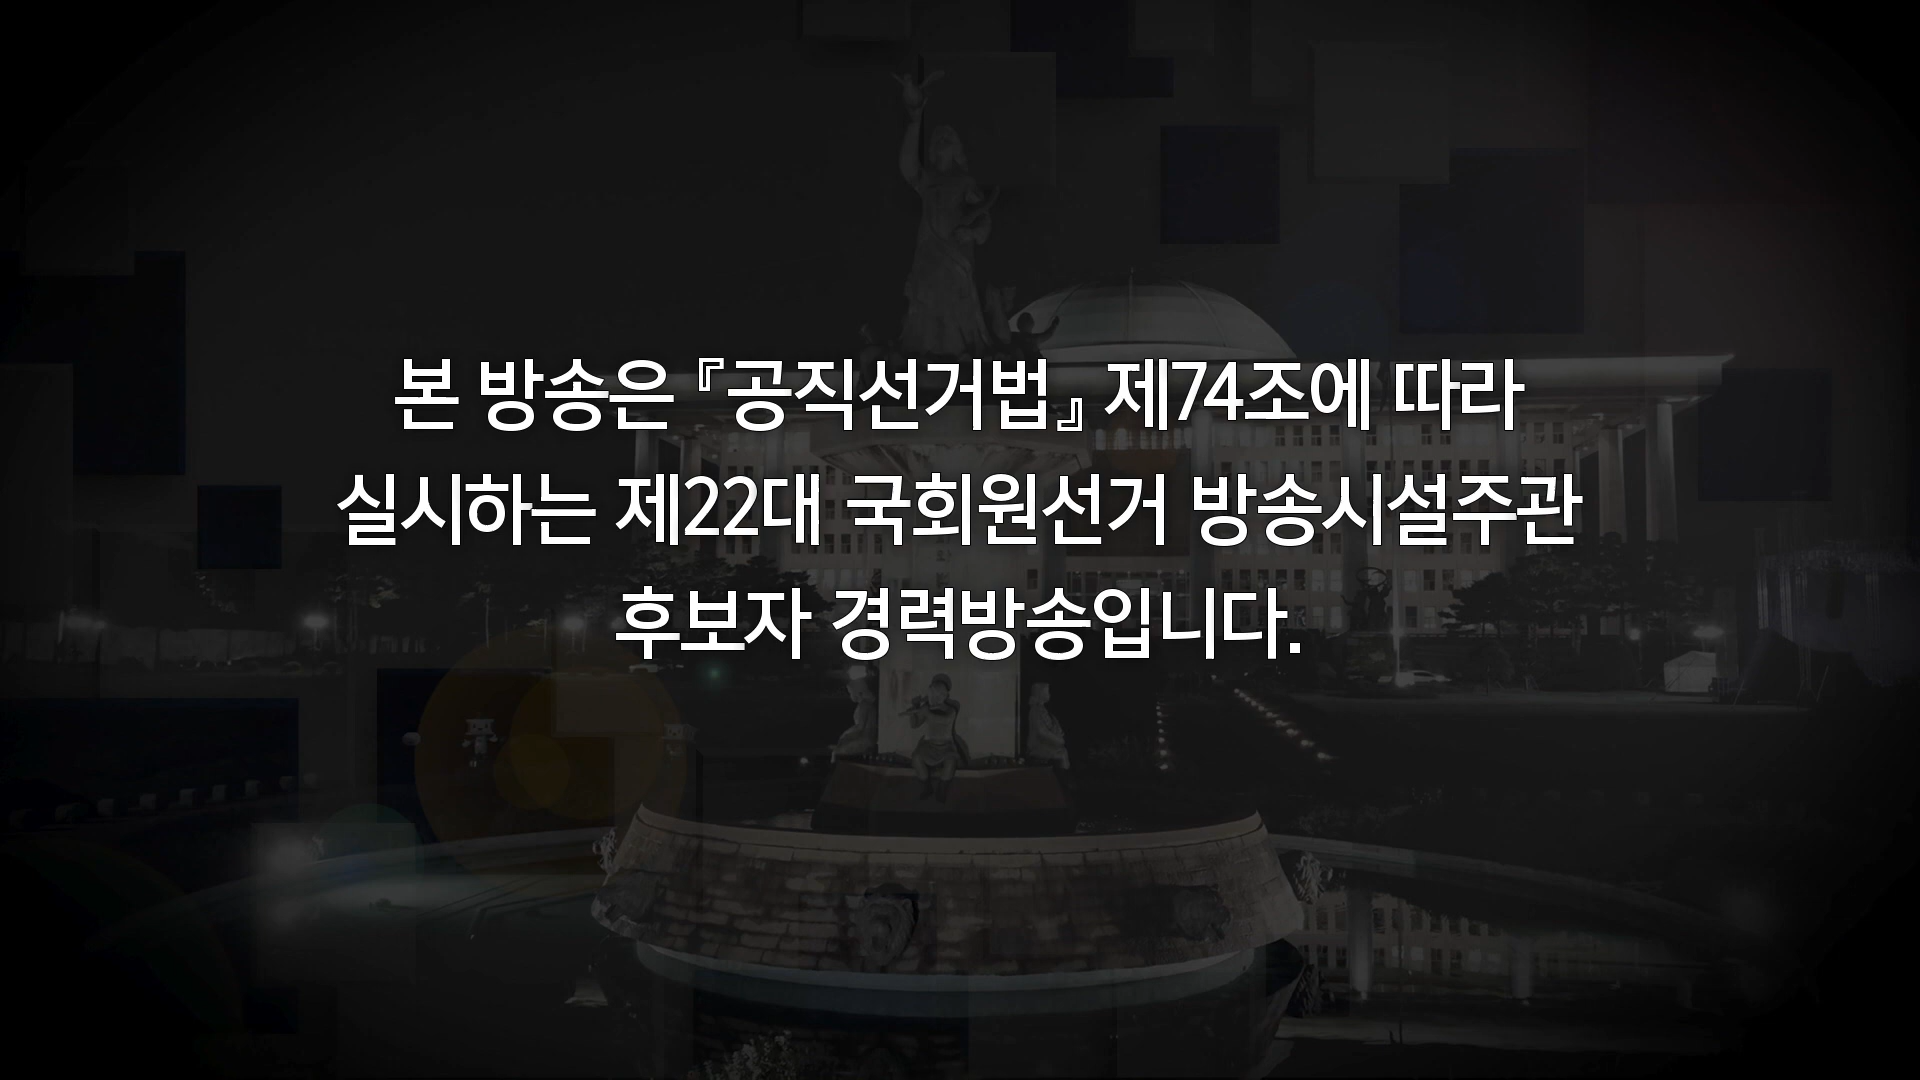 본 방송은 『공직선거법』 제74조에 따라
실시하는 제22대 국회원선거 방송시설주관
후보자 경력방송입니다.